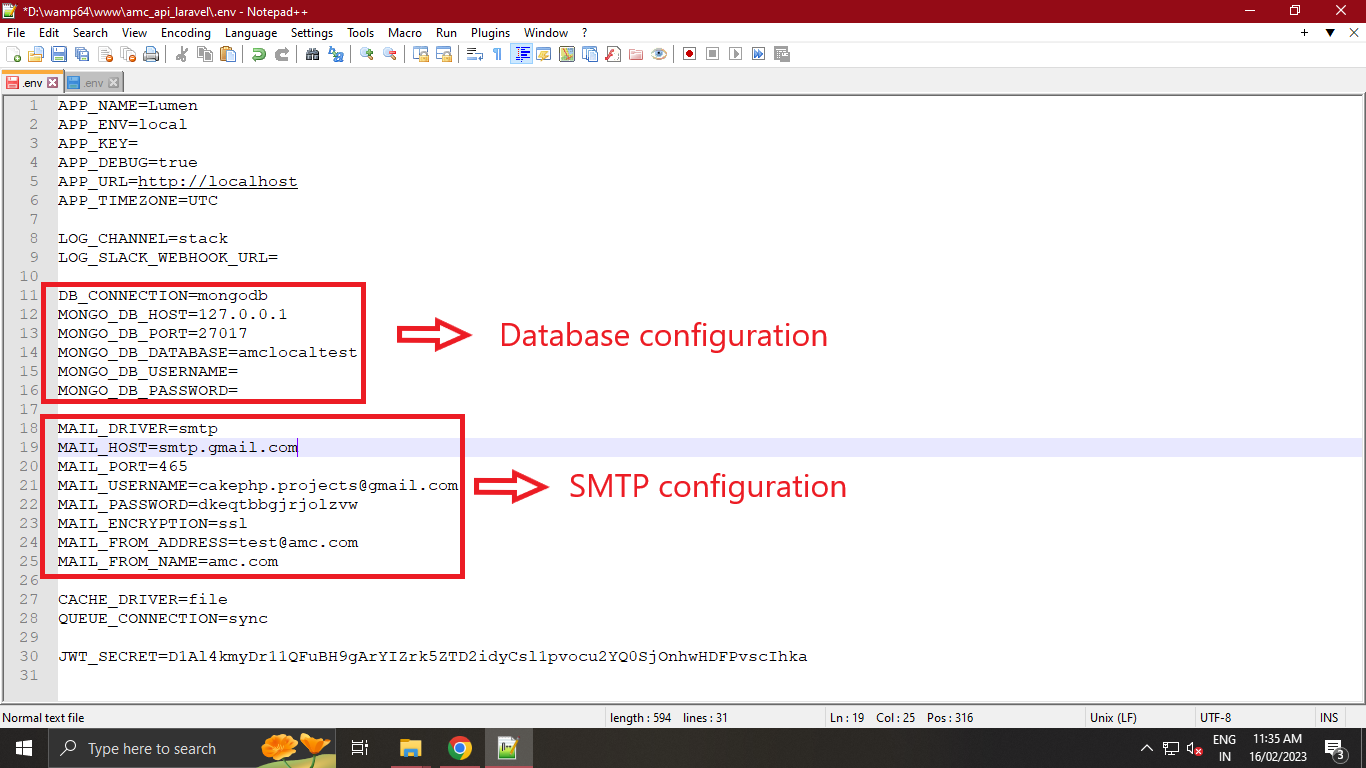 *D:\wamp64\www\amc_api_laravel\.env - Notepad++
File Edit Search View Encoding Language Settings Tools Macro Run Plugins Window ?
.env .env
1 APP_NAME=Lumen
2 APP_ENV=local
3 APP_KEY=
4 APP_DEBUG=true
5 APP_URL=http://localhost
6 APP_TIMEZONE=UTC
7
8 LOG_CHANNEL=stack
9 LOG_SLACK_WEBHOOK_URL=
10
11 DB_CONNECTION=mongodb
12 MONGO_DB_HOST=127.0.0.1
13 MONGO_DB_PORT=27017
14 MONGO_DB_DATABASE=amclocaltest
15 MONGO_DB_USERNAME=
16 MONGO_DB_PASSWORD=
Database configuration
17
18 MAIL_DRIVER=smtp
19 MAIL_HOST=smtp.gmail.com
20 MAIL_PORT=465
21 MAIL_USERNAME=cakephp.projects@gmail.com
22 MAIL_PASSWORD=dkeqtbbgjrjolzvw
23 MAIL_ENCRYPTION=ssl
24 MAIL_FROM_ADDRESS=test@amc.com
25 MAIL_FROM_NAME=amc.com
SMTP configuration
26
27 CACHE_DRIVER=file
28 QUEUE_CONNECTION=sync
29
30 JWT_SECRET=D1Al4kmyDr11QFuBH9gArYIZrk5ZTD2idyCsl1pvocu2YQ0SjOnhwHDFPvscIhka
31
Normal text file length : 594 lines : 31 Ln : 19 Col : 25 Pos : 316 Unix (LF) UTF-8 INS
Type here to search
ENG
IN
11:35 AM
16/02/2023
3